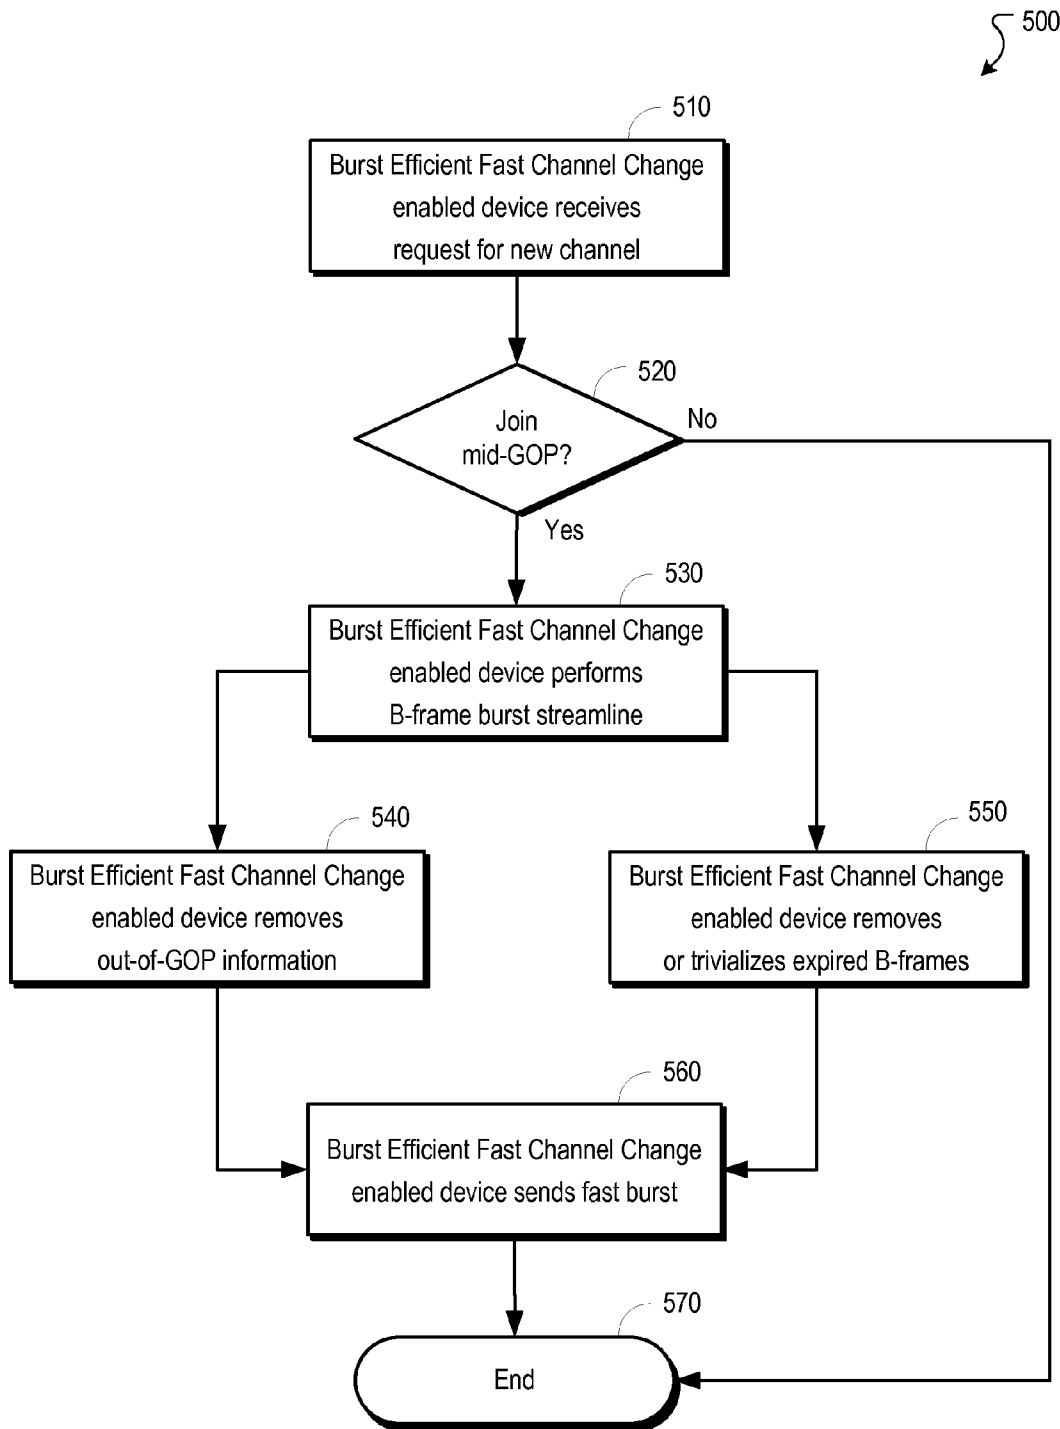 500
510
Burst Efficient Fast Channel Change
enabled device receives
request for new channel
520
Join
mid-GOP?
No
Yes
530
Burst Efficient Fast Channel Change
enabled device performs
B-frame burst streamline
540
Burst Efficient Fast Channel Change
enabled device removes
out-of-GOP information
550
Burst Efficient Fast Channel Change
enabled device removes
or trivializes expired B-frames
560
Burst Efficient Fast Channel Change
enabled device sends fast burst
570
End